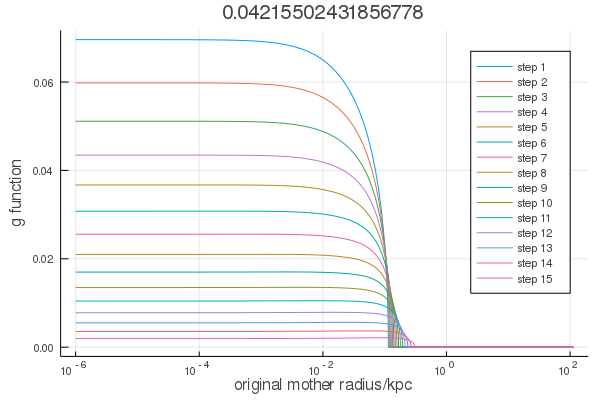 0.04215502431856778
g function
0.06
0.04
0.02
0.00
step 1
step 2
step 3
step 4
step 5
step 6
step 7
step 8
step 9
step 10
step 11
step 12
step 13
step 14
step 15
10^-6 10^-4 10^-2 10^0 10^2
original mother radius/kpc